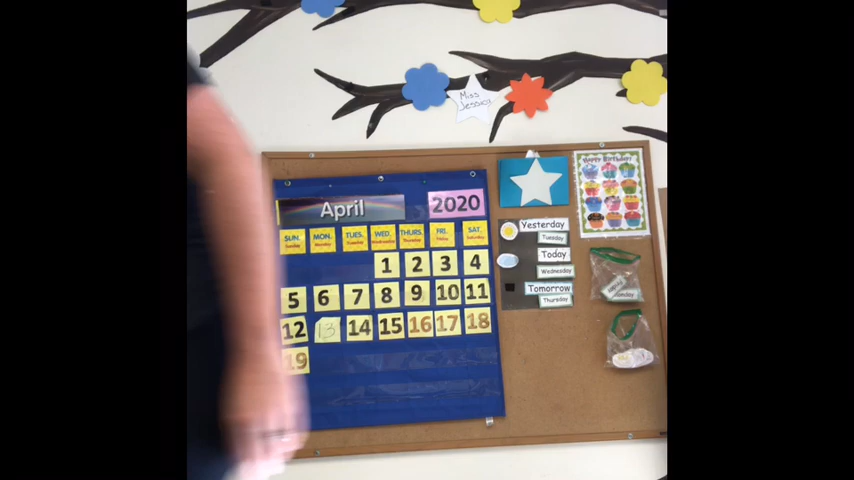 Miss
Jessica
Happy Birthday
April 2020
SUN. MON. TUES. WED. THURS. FRI. SAT.
1 2 3 4
5 6 7 8 9 10 11
12 13 14 15 16 17 18
19
Yesterday
Tuesday
Today
Wednesday
Tomorrow
Thursday